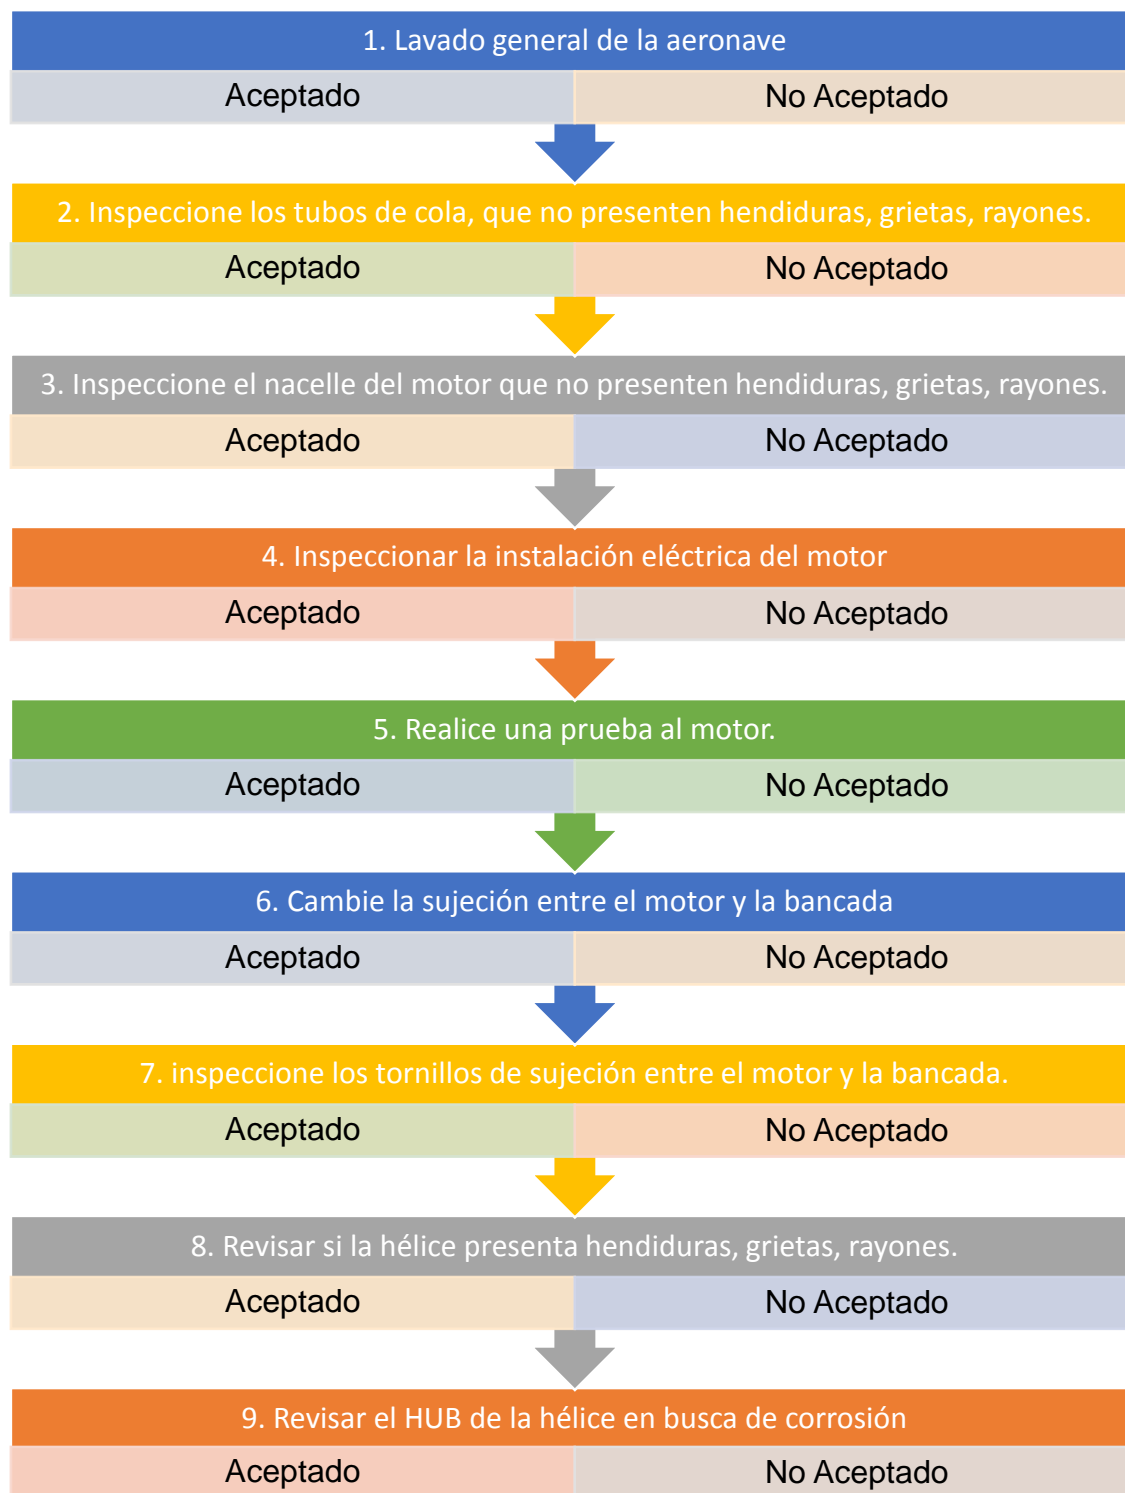 1. Lavado general de la aeronave
Aceptado No Aceptado
2. Inspeccione los tubos de cola, que no presenten hendiduras, grietas, rayones.
Aceptado No Aceptado
3. Inspeccione el nacelle del motor que no presenten hendiduras, grietas, rayones.
Aceptado No Aceptado
4. Inspeccionar la instalación eléctrica del motor
Aceptado No Aceptado
5. Realice una prueba al motor.
Aceptado No Aceptado
6. Cambie la sujeción entre el motor y la bancada
Aceptado No Aceptado
7. inspeccione los tornillos de sujeción entre el motor y la bancada.
Aceptado No Aceptado
8. Revisar si la hélice presenta hendiduras, grietas, rayones.
Aceptado No Aceptado
9. Revisar el HUB de la hélice en busca de corrosión
Aceptado No Aceptado